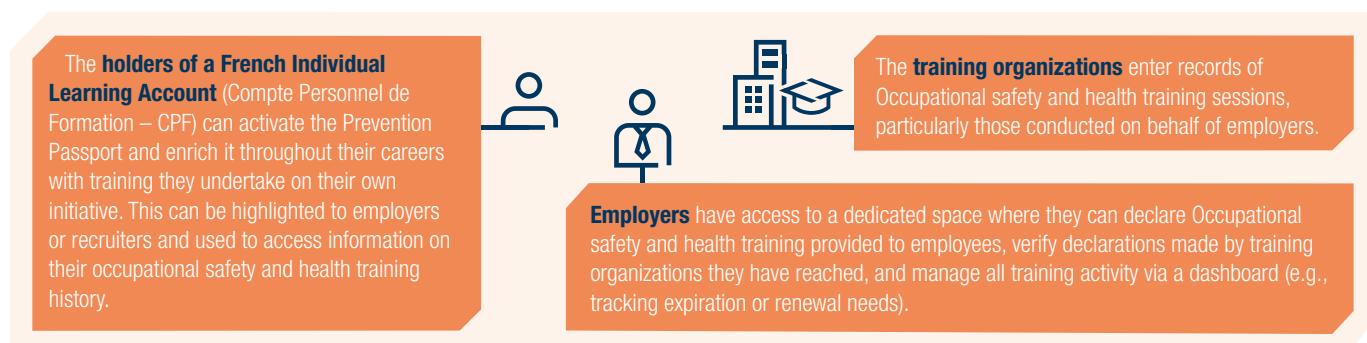 The holders of a French Individual
Learning Account (Compte Personnel de
Formation – CPF) can activate the Prevention
Passport and enrich it throughout their careers
with training they undertake on their own
initiative. This can be highlighted to employers
or recruiters and used to access information on
their occupational safety and health training
history.
The training organizations enter records of
Occupational safety and health training sessions,
particularly those conducted on behalf of employers.
Employers have access to a dedicated space where they can declare Occupational
safety and health training provided to employees, verify declarations made by training
organizations they have reached, and manage all training activity via a dashboard (e.g.,
tracking expiration or renewal needs).